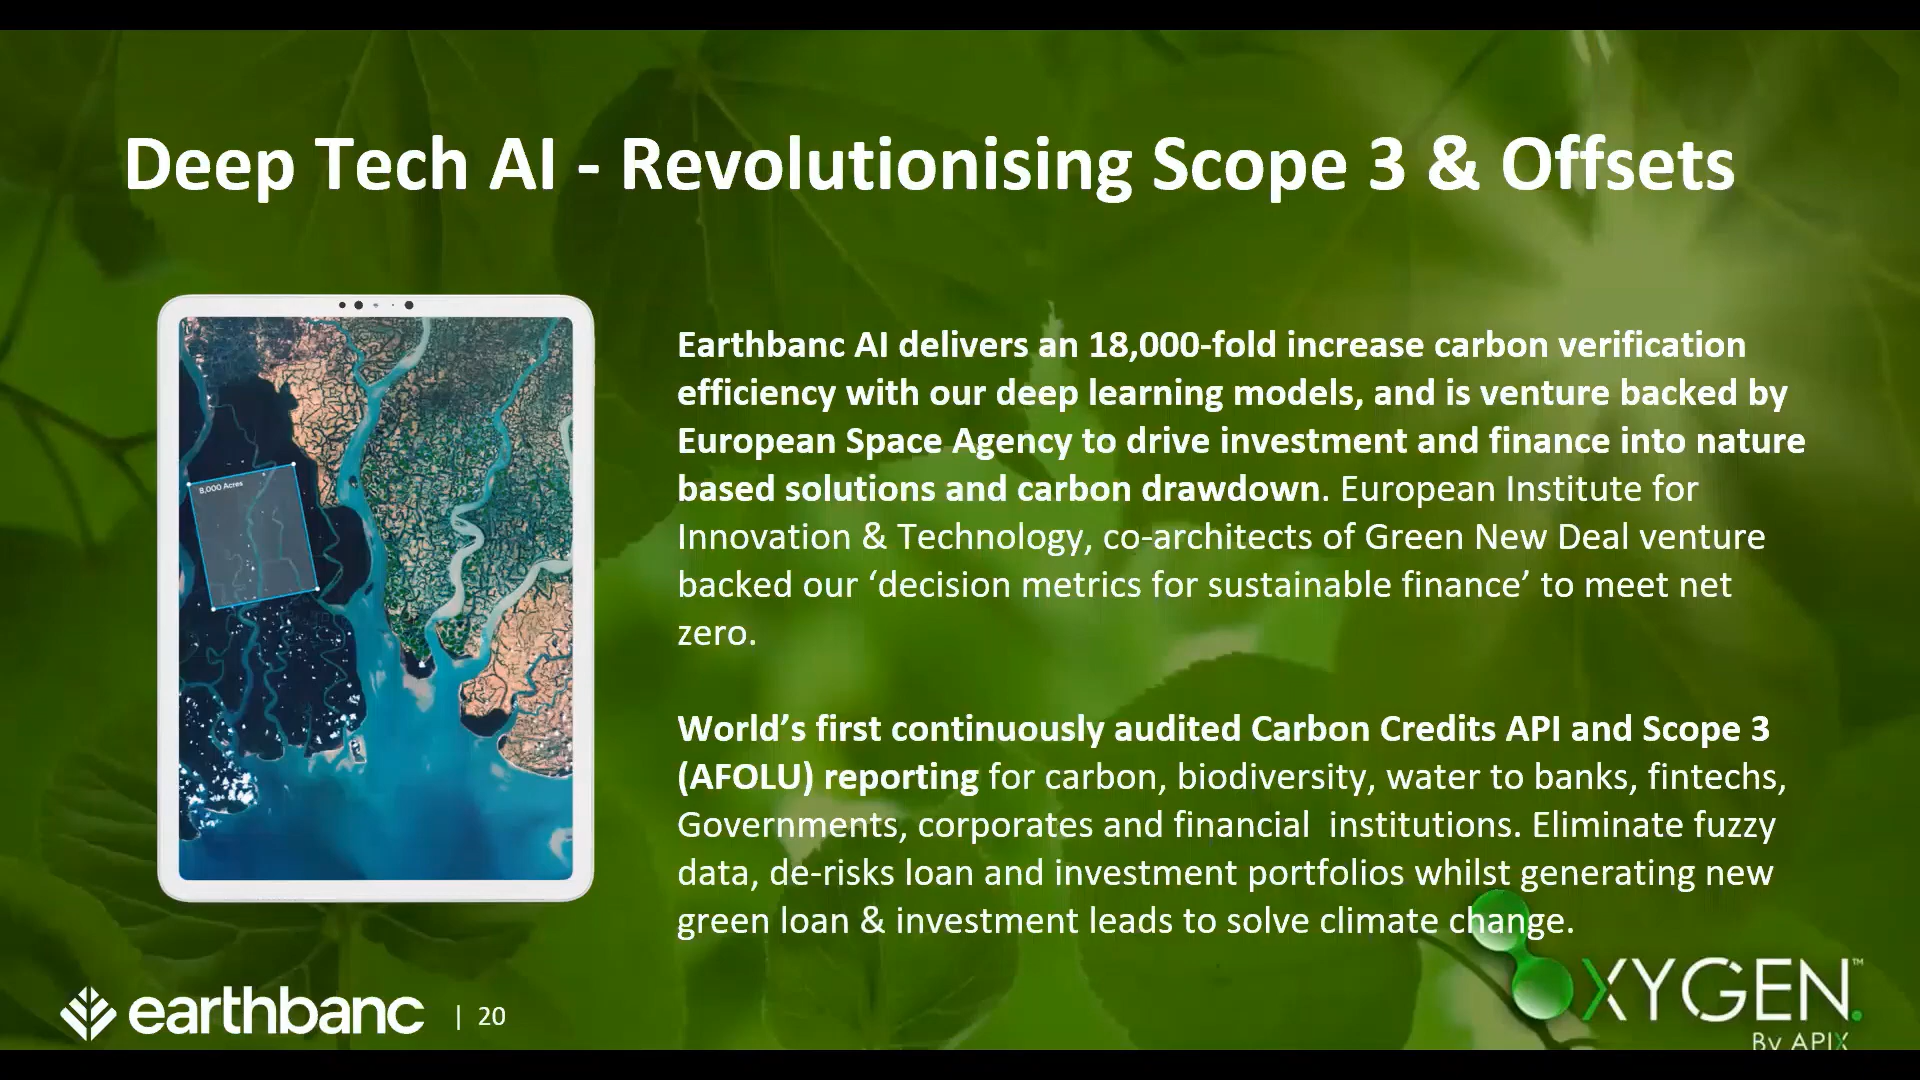 Deep Tech AI - Revolutionising Scope 3 & Offsets
8,000 Acres
Earthbanc AI delivers an 18,000-fold increase carbon verification
efficiency with our deep learning models, and is venture backed by
European Space Agency to drive investment and finance into nature
based solutions and carbon drawdown. European Institute for
Innovation & Technology, co-architects of Green New Deal venture
backed our ‘decision metrics for sustainable finance’ to meet net
zero.
World’s first continuously audited Carbon Credits API and Scope 3
(AFOLU) reporting for carbon, biodiversity, water to banks, fintechs,
Governments, corporates and financial  institutions. Eliminate fuzzy
data, de-risks loan and investment portfolios whilst generating new
green loan & investment leads to solve climate change.
earthbanc | 20
OXYGEN.™
By APIX